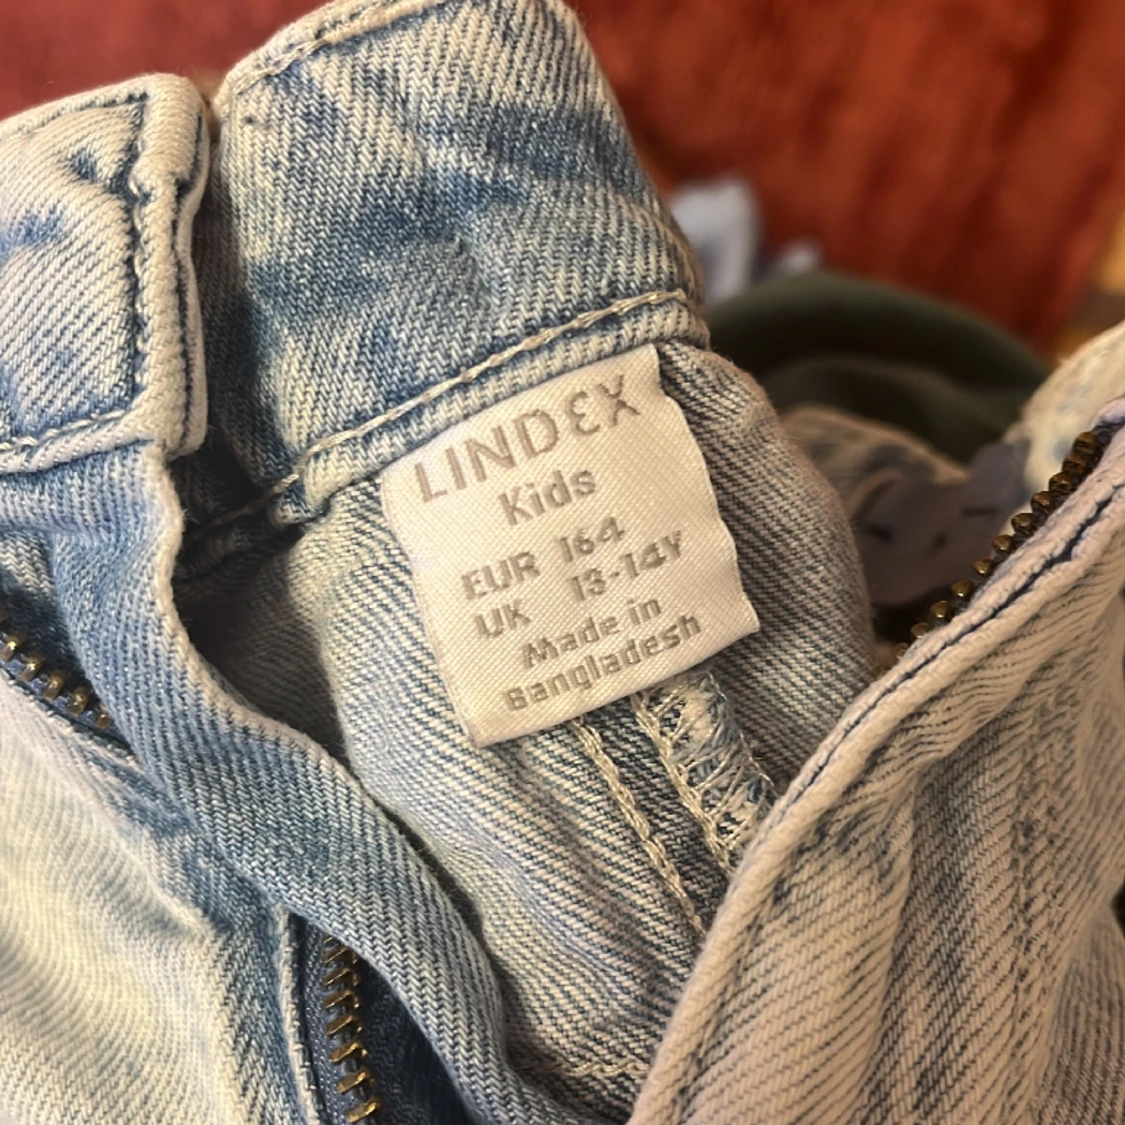 LINDEX
Kids
EUR 164
UK 13-14Y
Made in
Bangladesh